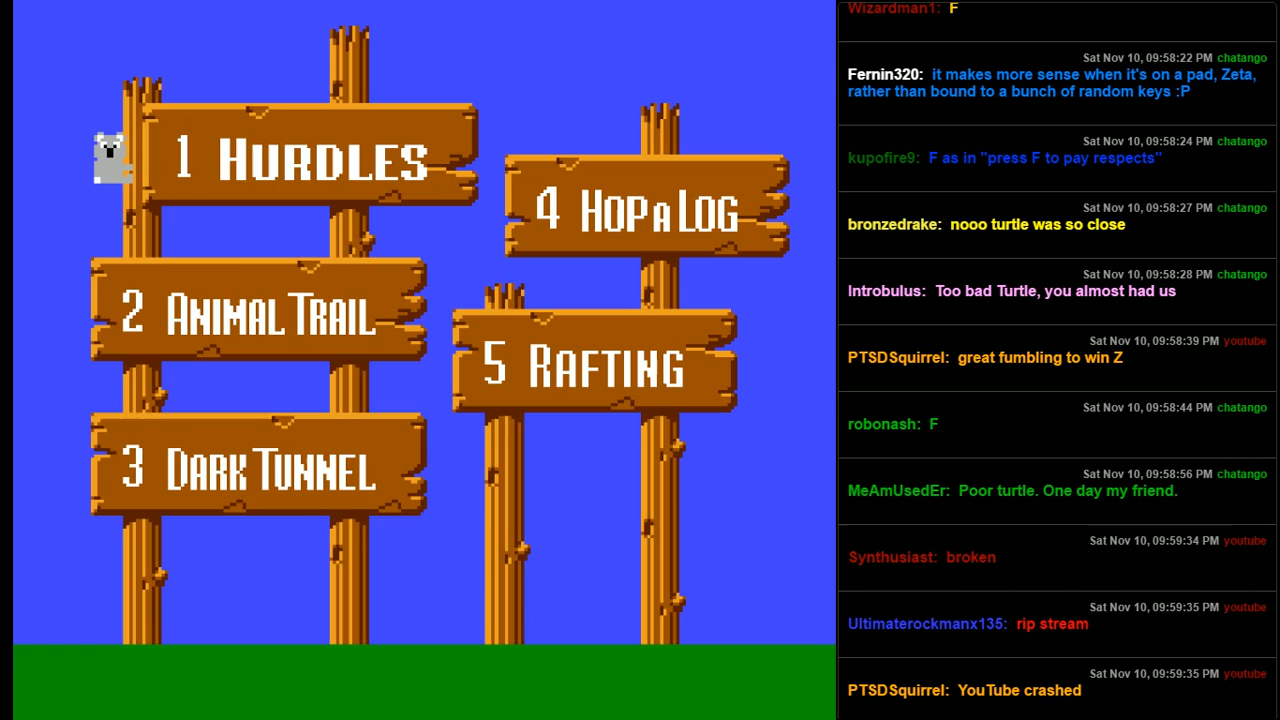 1 HURDLES
2 ANIMAL TRAIL
3 DARK TUNNEL
4 HOP A LOG
5 RAFTING
Wizardman1: F
Sat Nov 10, 09:58:22 PM chatango
Fernin320: it makes more sense when it's on a pad, Zeta,
rather than bound to a bunch of random keys :P
Sat Nov 10, 09:58:24 PM chatango
kupofire9: F as in "press F to pay respects"
Sat Nov 10, 09:58:27 PM chatango
bronzedrake: nooo turtle was so close
Sat Nov 10, 09:58:28 PM chatango
Introbulus: Too bad Turtle, you almost had us
Sat Nov 10, 09:58:39 PM youtube
PTSDSquirrel: great fumbling to win Z
Sat Nov 10, 09:58:44 PM chatango
robonash: F
Sat Nov 10, 09:58:56 PM chatango
MeAmUsedEr: Poor turtle. One day my friend.
Sat Nov 10, 09:59:34 PM youtube
Synthusiast: broken
Sat Nov 10, 09:59:35 PM youtube
Ultimaterockmanx135: rip stream
Sat Nov 10, 09:59:35 PM youtube
PTSDSquirrel: YouTube crashed